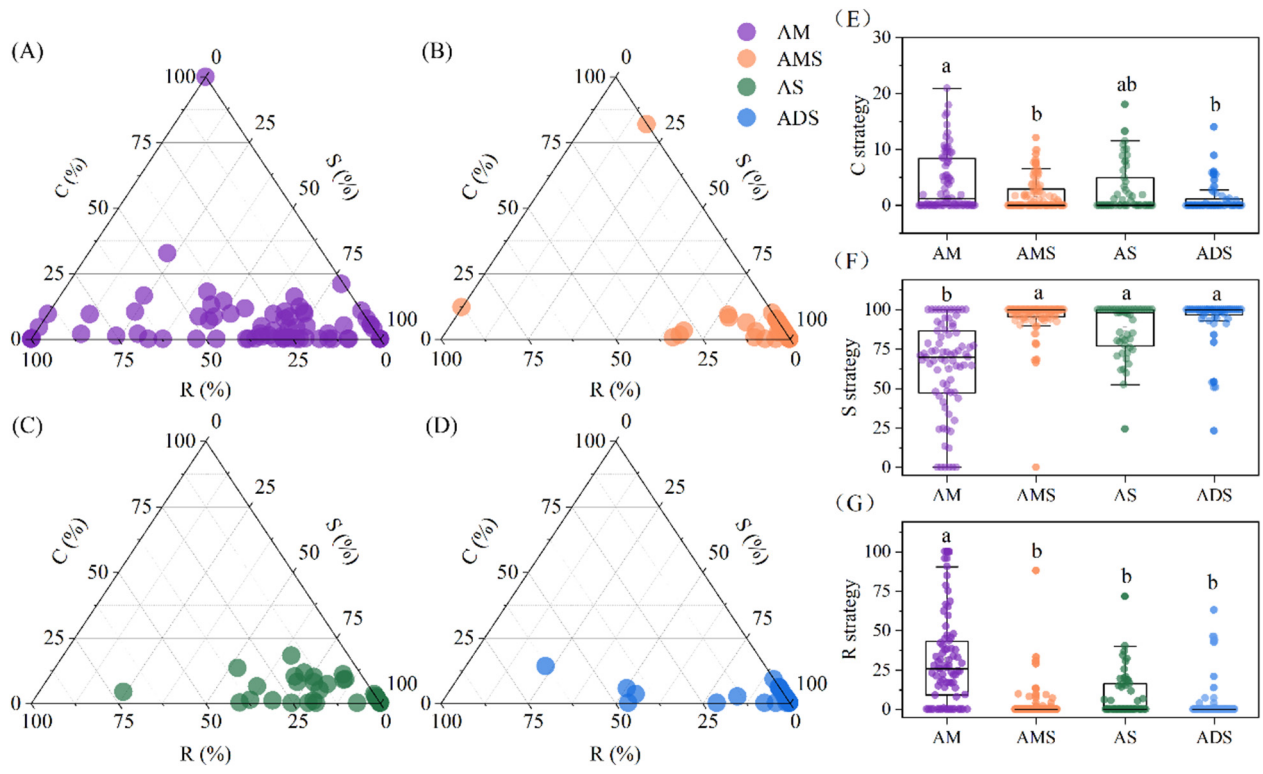 (A)
0
100
75
50
25
0
C (%)
25
50
75
100
S (%)
100
75
50
25
0
R (%)
(B)
0
100
75
50
25
0
C (%)
25
50
75
100
S (%)
100
75
50
25
0
R (%)
AM
AMS
AS
ADS
(C)
0
100
75
50
25
0
C (%)
25
50
75
100
S (%)
100
75
50
25
0
R (%)
(D)
0
100
75
50
25
0
C (%)
25
50
75
100
S (%)
100
75
50
25
0
R (%)
(E)
30
20
10
0
C strategy
a
b
ab
b
AM AMS AS ADS
(F)
100
75
50
25
0
S strategy
b
a
a
a
AM AMS AS ADS
(G)
100
75
50
25
0
R strategy
a
b
b
b
AM AMS AS ADS